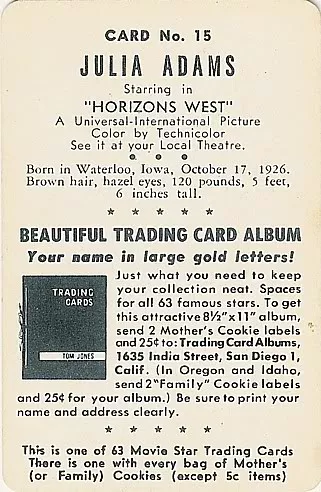 CARD No. 15
JULIA ADAMS
Starring in
"HORIZONS WEST"
A Universal-International Picture
Color by Technicolor
See it at your Local Theatre.
Born in Waterloo, Iowa, October 17, 1926.
Brown hair, hazel eyes, 120 pounds, 5 feet,
6 inches tall.
BEAUTIFUL TRADING CARD ALBUM
Your name in large gold letters!
TRADING
CARDS
TOM JONES
Just what you need to
keep your collection neat. Spaces
for all 63 famous stars. To get
this attractive 8½"x11" album,
send 2 Mother's Cookie labels
and 25¢ to: Trading Card Albums,
1635 India Street, San Diego 1,
Calif. (In Oregon and Idaho,
send 2 "Family" Cookie labels
and 25¢ for your album.) Be sure to print your
name and address clearly.
This is one of 63 Movie Star Trading Cards
There is one with every bag of Mother's
(or Family) Cookies (except 5c items)